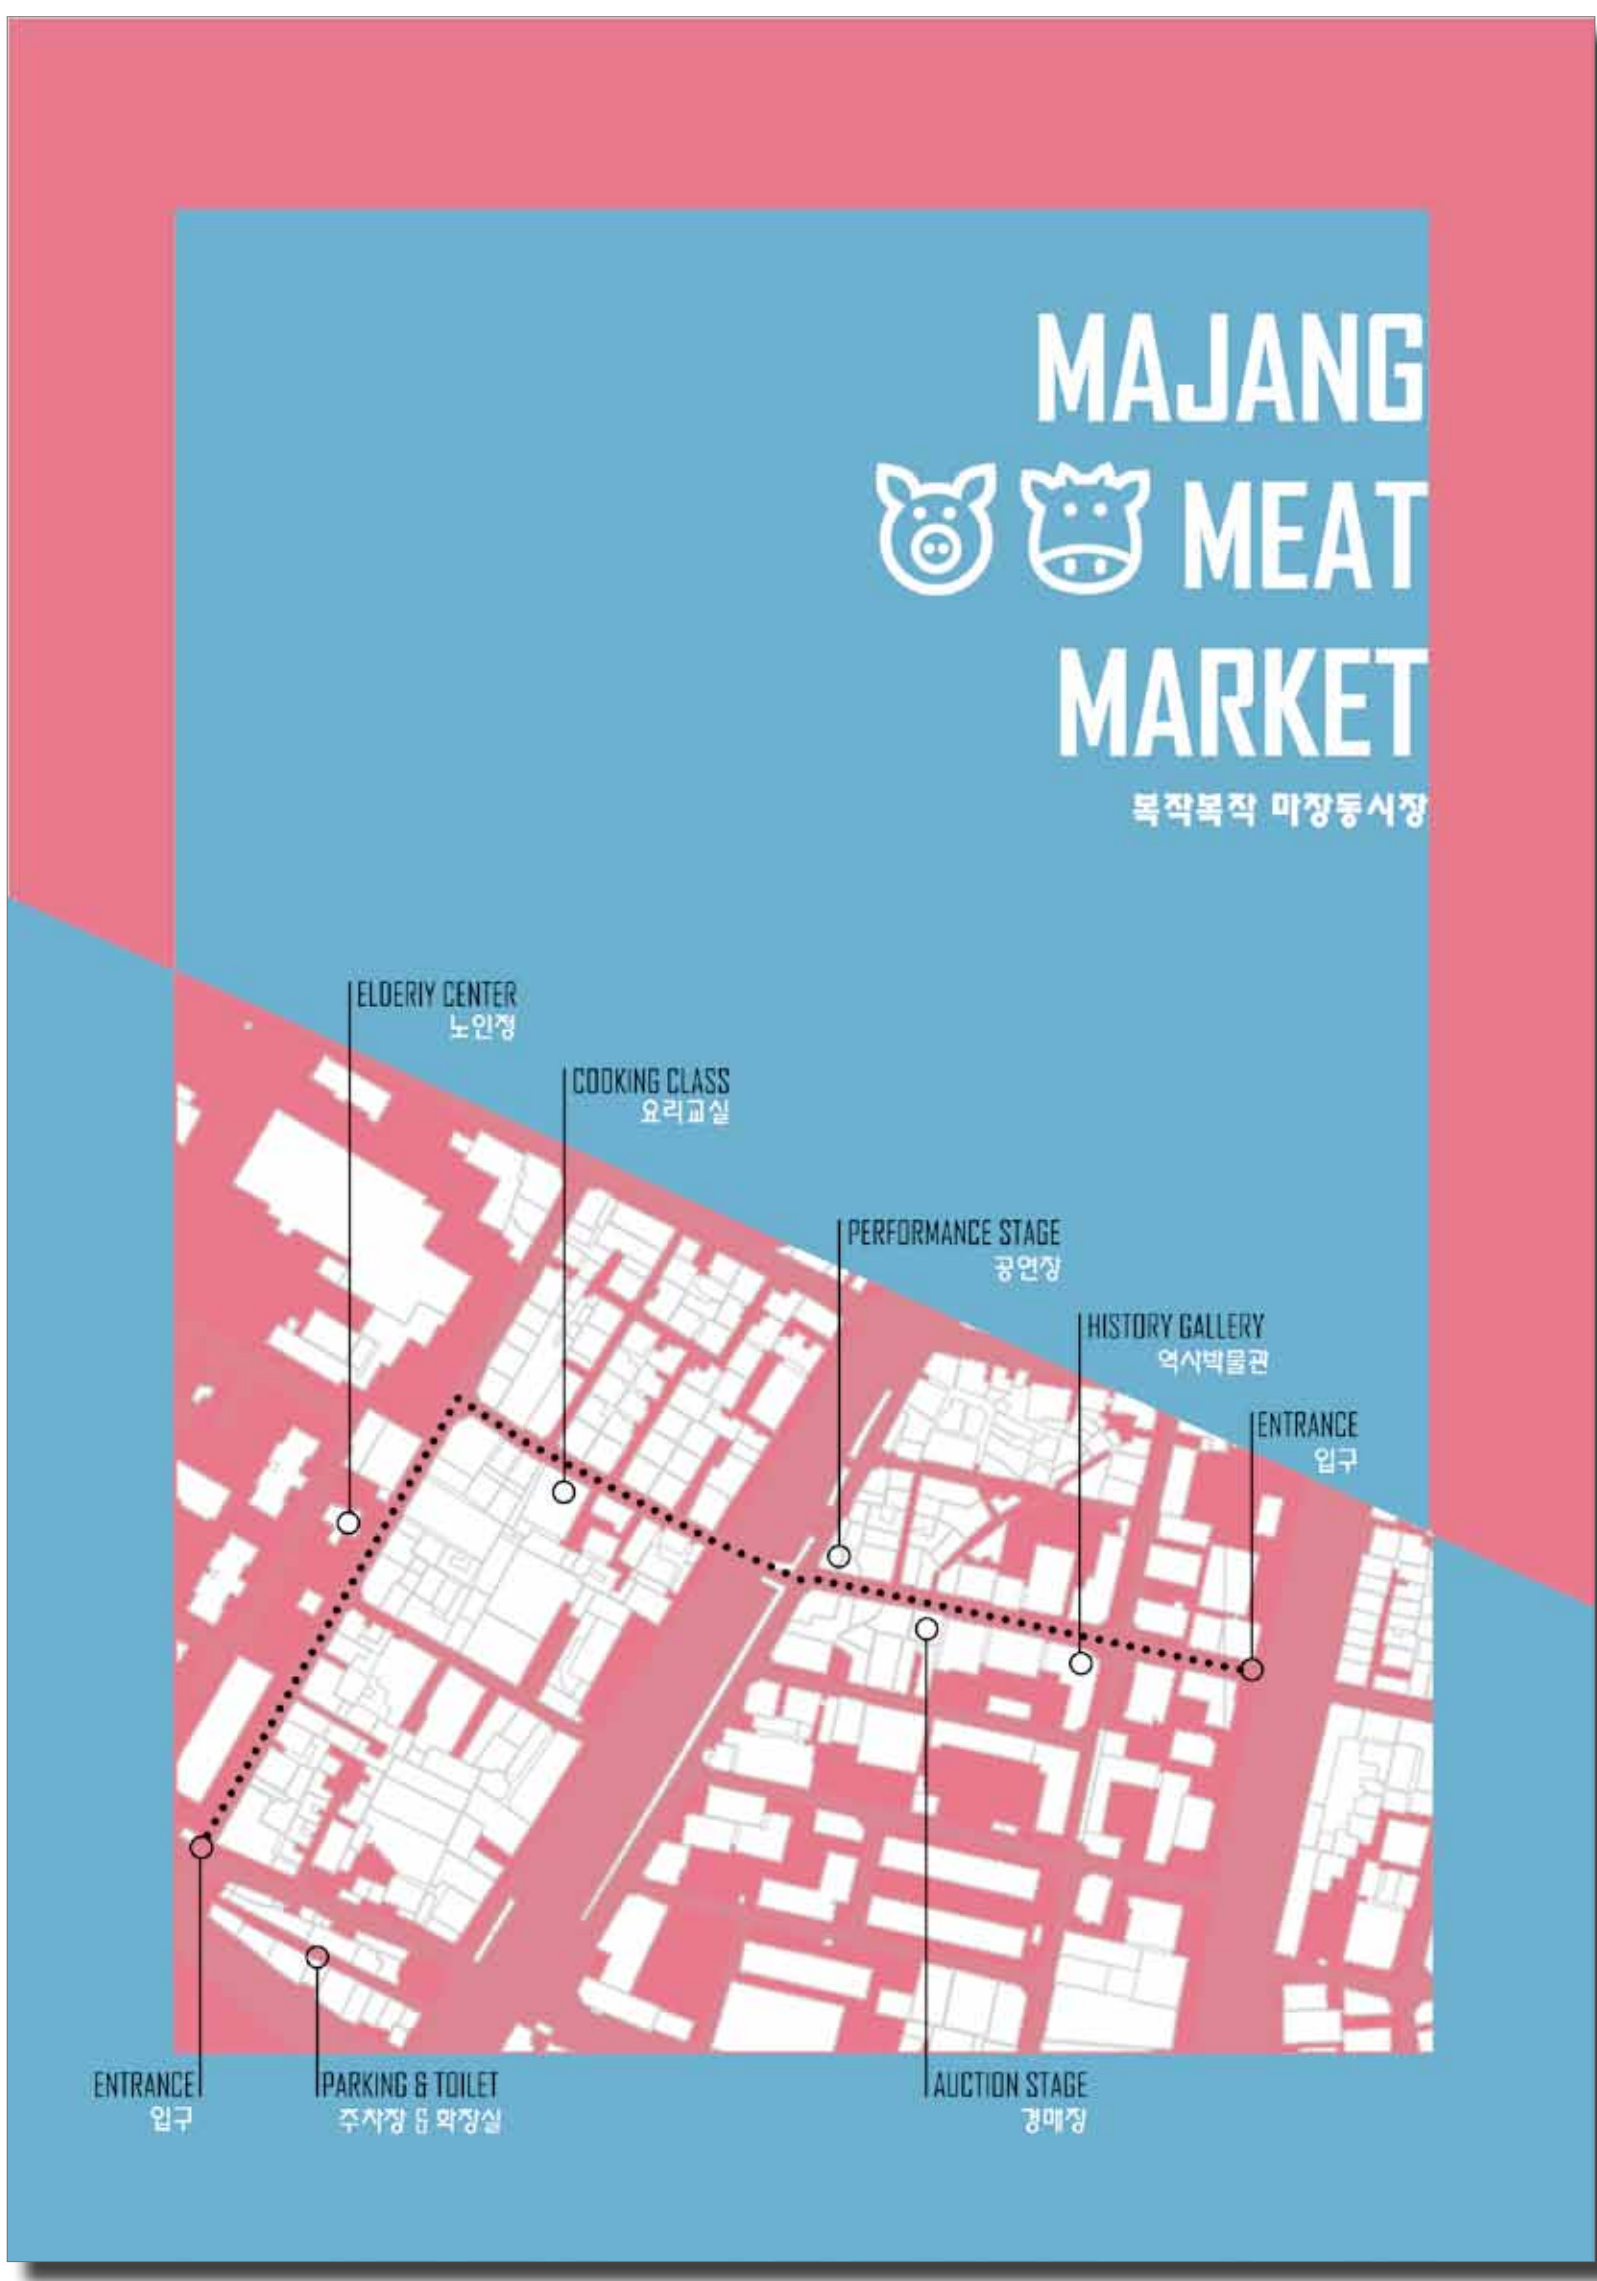 MAJANG
MEAT
MARKET
복작복작 마장동시장
ELDERIY CENTER
노인정
COOKING CLASS
요리교실
PERFORMANCE STAGE
공연장
HISTORY GALLERY
역사박물관
ENTRANCE
입구
ENTRANCE
입구
PARKING & TOILET
주차장 & 화장실
AUCTION STAGE
경매장